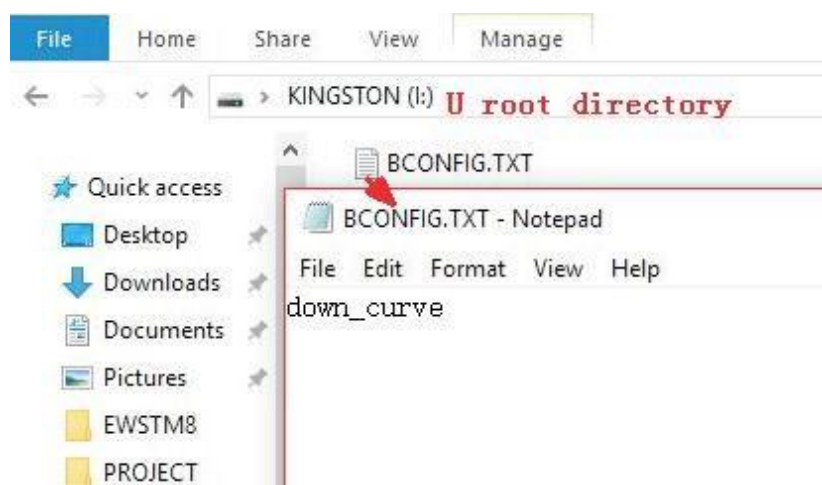 File Home Share View Manage
KINGSTON (I:) U root directory
BCONFIG.TXT
Quick access
BCONFIG.TXT - Notepad
Desktop
File Edit Format View Help
Downloads
down_curve
Documents
Pictures
EWSTM8
PROJECT